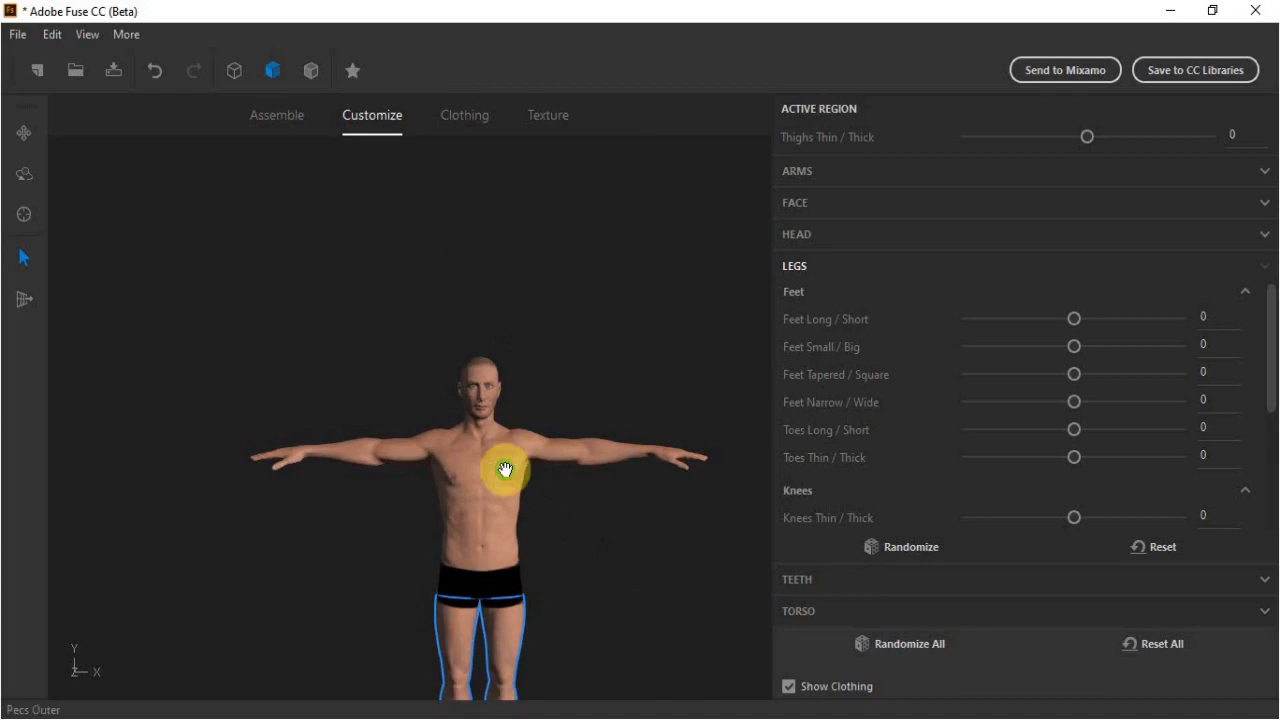 Fs * Adobe Fuse CC (Beta)
File Edit View More
Send to Mixamo Save to CC Libraries
Assemble Customize Clothing Texture
ACTIVE REGION
Thighs Thin / Thick 0
ARMS
FACE
HEAD
LEGS
Feet
Feet Long / Short 0
Feet Small / Big 0
Feet Tapered / Square 0
Feet Narrow / Wide 0
Toes Long / Short 0
Toes Thin / Thick 0
Knees
Knees Thin / Thick 0
Randomize Reset
TEETH
TORSO
Randomize All Reset All
Show Clothing
Y
Z X
Pecs Outer